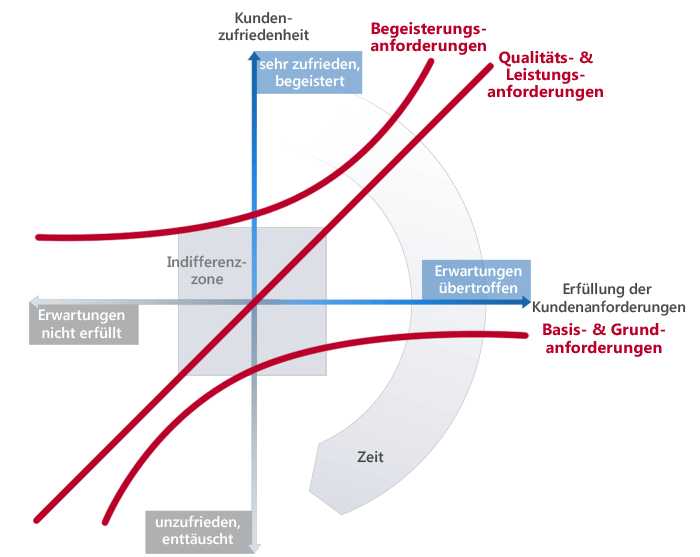 Kunden-
zufriedenheit
Begeisterungs-
anforderungen
Qualitäts- &
Leistungs-
anforderungen
sehr zufrieden,
begeistert
Indifferenz-
zone
Erwartungen
übertroffen
Erfüllung der
Kundenanforderungen
Erwartungen
nicht erfüllt
Basis- & Grund-
anforderungen
Zeit
unzufrieden,
enttäuscht